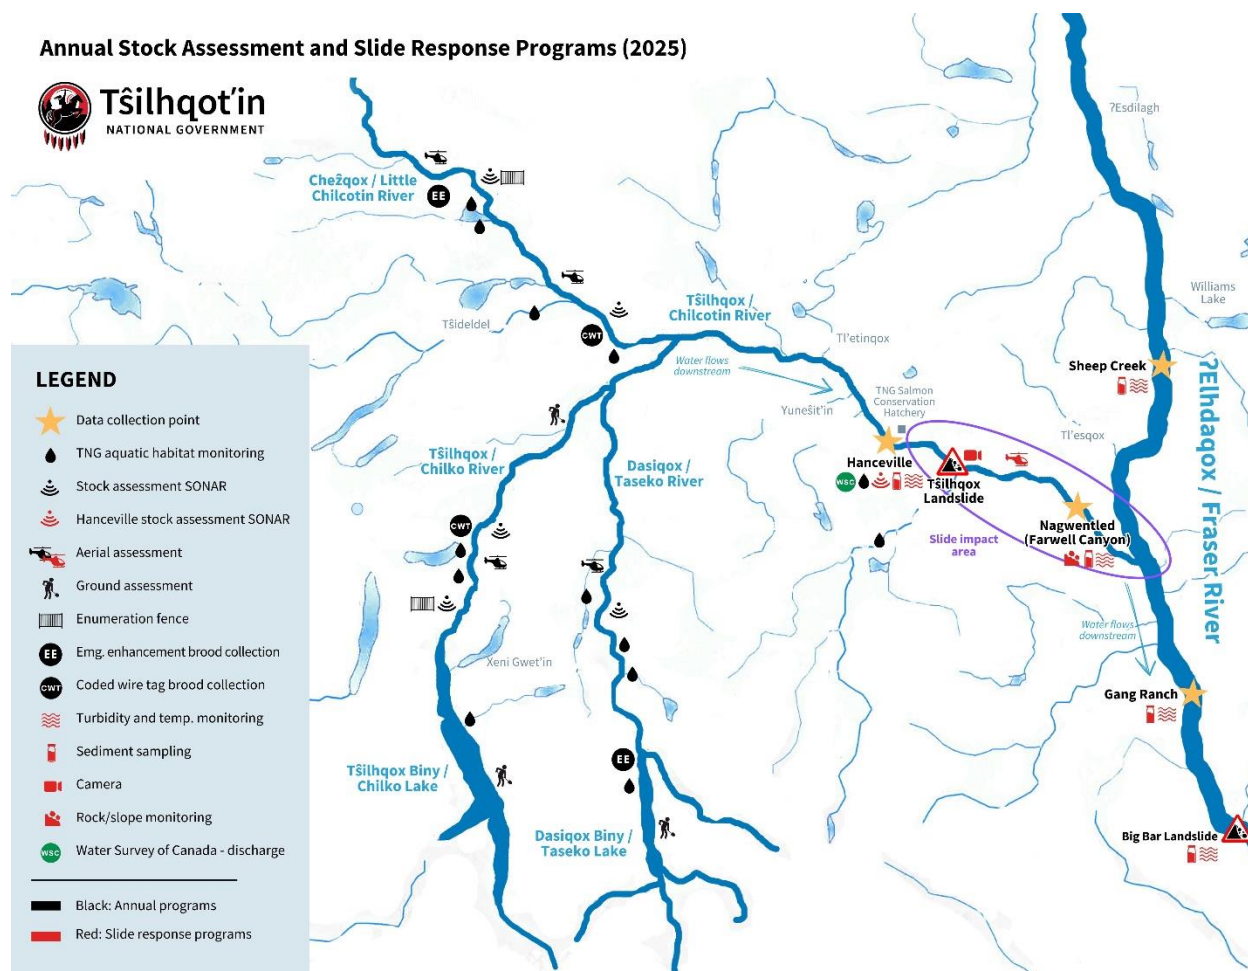 Annual Stock Assessment and Slide Response Programs (2025)
Tŝilhqot'in
NATIONAL GOVERNMENT
ʔEsdilagh
Cheẑqox / Little
Chilcotin River
EE
Williams
Lake
Tŝilhqox /
Chilcotin River
Tŝideldel
CWT
Tl'etinqox
Water flows
downstream
Sheep Creek
TNG Salmon
Conservation
Hatchery
Yuneŝit'in
Tl'esqox
ʔElhdaqox / Fraser River
Tŝilhqox /
Chilko River
Dasiqox /
Taseko River
Hanceville
WSC
Tŝilhqox
Landslide
Nagwentled
(Farwell Canyon)
Slide impact
area
CWT
Water flows
downstream
Xeni Gwet'in
Gang Ranch
EE
Tŝilhqox Biny /
Chilko Lake
Dasiqox Biny /
Taseko Lake
Big Bar Landslide
LEGEND
Data collection point
TNG aquatic habitat monitoring
Stock assessment SONAR
Hanceville stock assessment SONAR
Aerial assessment
Ground assessment
Enumeration fence
EE
Emg. enhancement brood collection
CWT
Coded wire tag brood collection
Turbidity and temp. monitoring
Sediment sampling
Camera
Rock/slope monitoring
WSC
Water Survey of Canada - discharge
Black: Annual programs
Red: Slide response programs